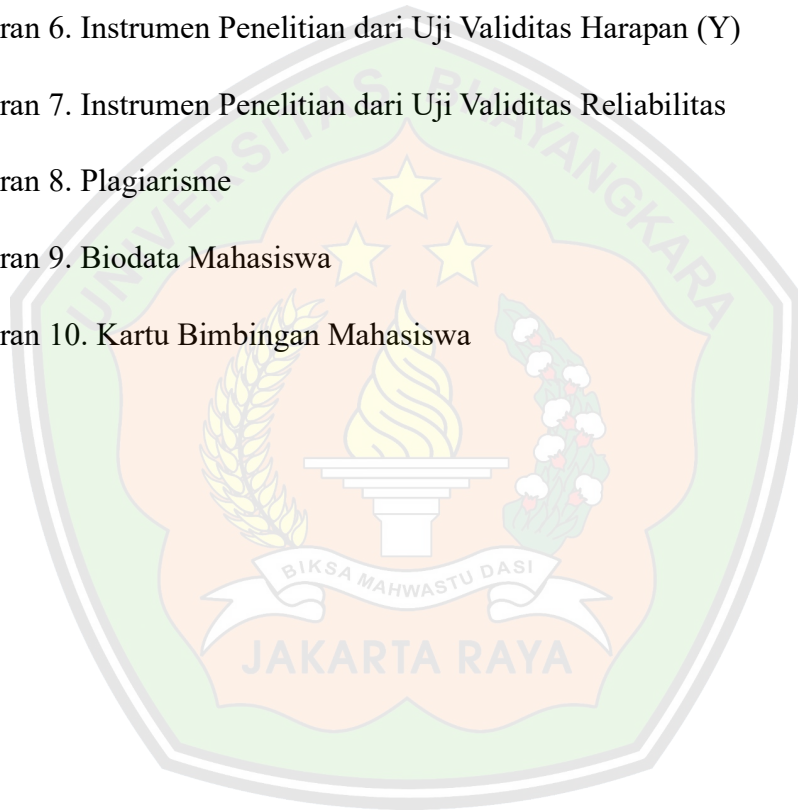 ran 6. Instrumen Penelitian dari Uji Validitas Harapan (Y)
ran 7. Instrumen Penelitian dari Uji Validitas Reliabilitas
ran 8. Plagiarisme
ran 9. Biodata Mahasiswa
ran 10. Kartu Bimbingan Mahasiswa
UNIVERSITAS BHAYANGKARA
BIKSA MAHWASTU DASI
JAKARTA RAYA